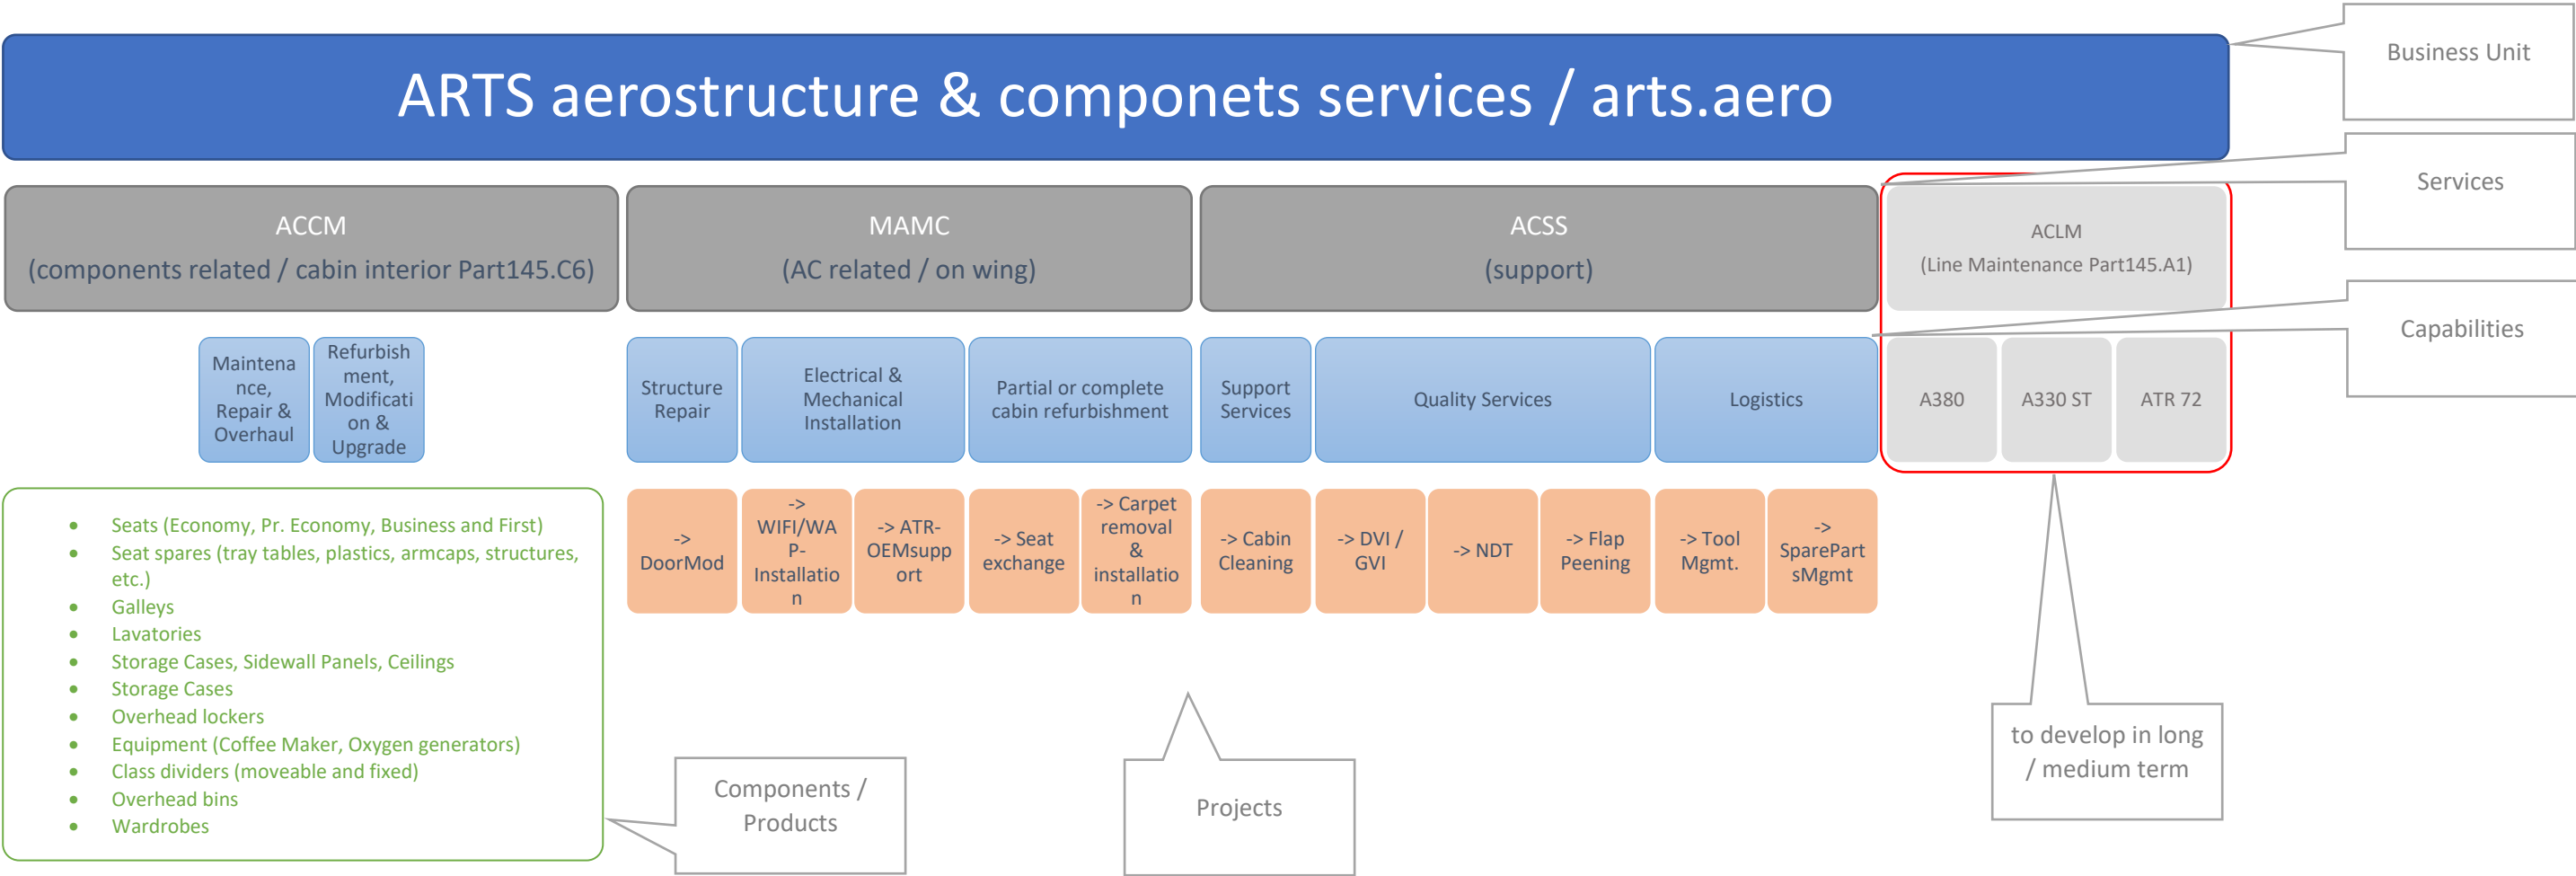 Business Unit
ARTS aerostructure & componets services / arts.aero
Services
ACCM
(components related / cabin interior Part145.C6)
MAMC
(AC related / on wing)
ACSS
(support)
ACLM
(Line Maintenance Part145.A1)
Capabilities
Maintena
nce,
Repair &
Overhaul
Refurbish
ment,
Modificati
on &
Upgrade
Structure
Repair
Electrical &
Mechanical
Installation
Partial or complete
cabin refurbishment
Support
Services
Quality Services
Logistics
A380
A330 ST
ATR 72
• Seats (Economy, Pr. Economy, Business and First)
• Seat spares (tray tables, plastics, armcaps, structures,
etc.)
• Galleys
• Lavatories
• Storage Cases, Sidewall Panels, Ceilings
• Storage Cases
• Overhead lockers
• Equipment (Coffee Maker, Oxygen generators)
• Class dividers (moveable and fixed)
• Overhead bins
• Wardrobes
->
DoorMod
->
WIFI/WA
P-
Installatio
n
-> ATR-
OEMsupp
ort
-> Seat
exchange
-> Carpet
removal
&
installatio
n
-> Cabin
Cleaning
-> DVI /
GVI
-> NDT
-> Flap
Peening
-> Tool
Mgmt.
->
SparePart
sMgmt
Components /
Products
Projects
to develop in long
/ medium term